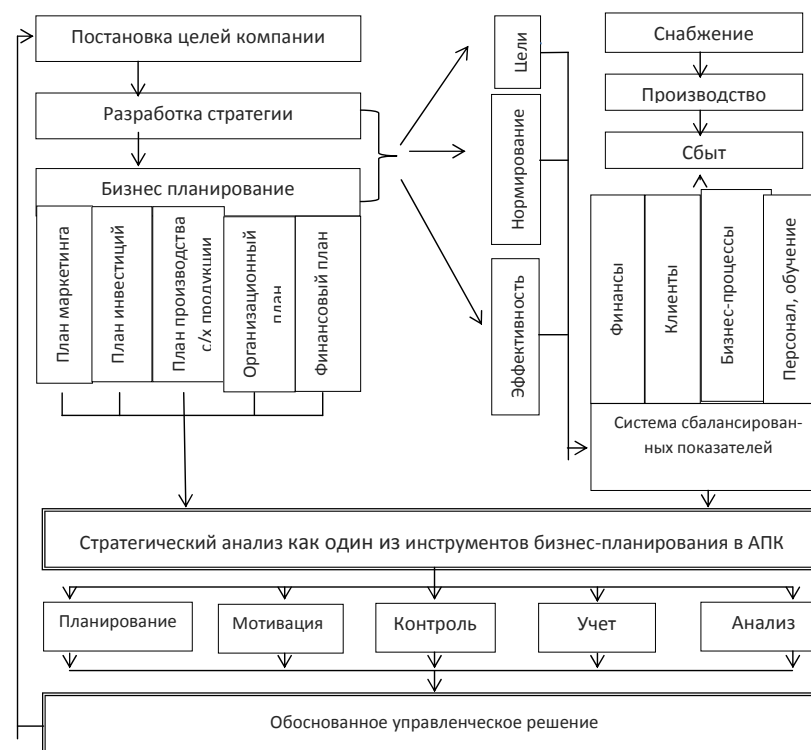 Постановка целей компании
Разработка стратегии
Бизнес планирование
План маркетинга
План инвестиций
План производства
с/х продукции
Организационный
план
Финансовый план
Цели
Нормирование
Эффективность
Снабжение
Производство
Сбыт
Финансы
Клиенты
Бизнес-процессы
Персонал, обучение
Система сбалансирован-
ных показателей
Стратегический анализ как один из инструментов бизнес-планирования в АПК
Планирование
Мотивация
Контроль
Учет
Анализ
Обоснованное управленческое решение